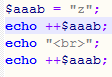 $aaab = "z";
echo ++$aaab;
echo "<br>";
echo ++$aaab;